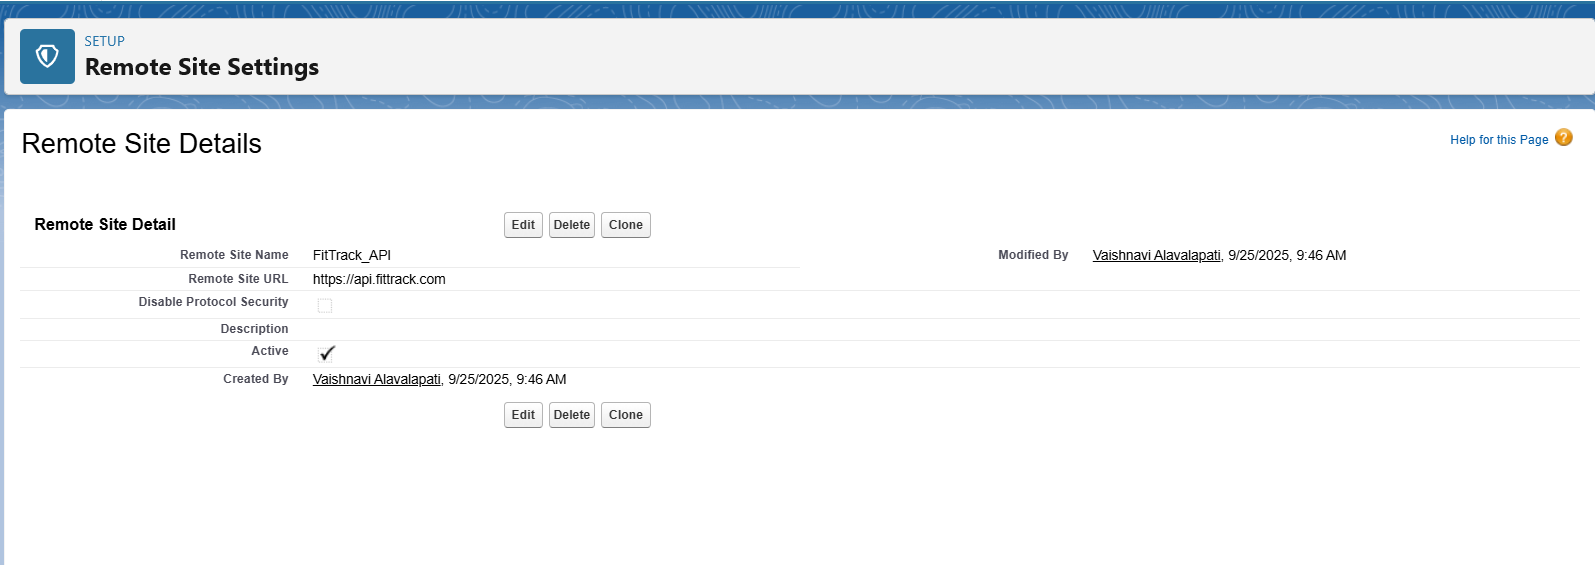 SETUP
Remote Site Settings
Remote Site Details
Help for this Page ?
Remote Site Detail
Edit Delete Clone
Remote Site Name FitTrack_API Modified By Vaishnavi Alavalapati, 9/25/2025, 9:46 AM
Remote Site URL https://api.fittrack.com
Disable Protocol Security
Description
Active
Created By Vaishnavi Alavalapati, 9/25/2025, 9:46 AM
Edit Delete Clone